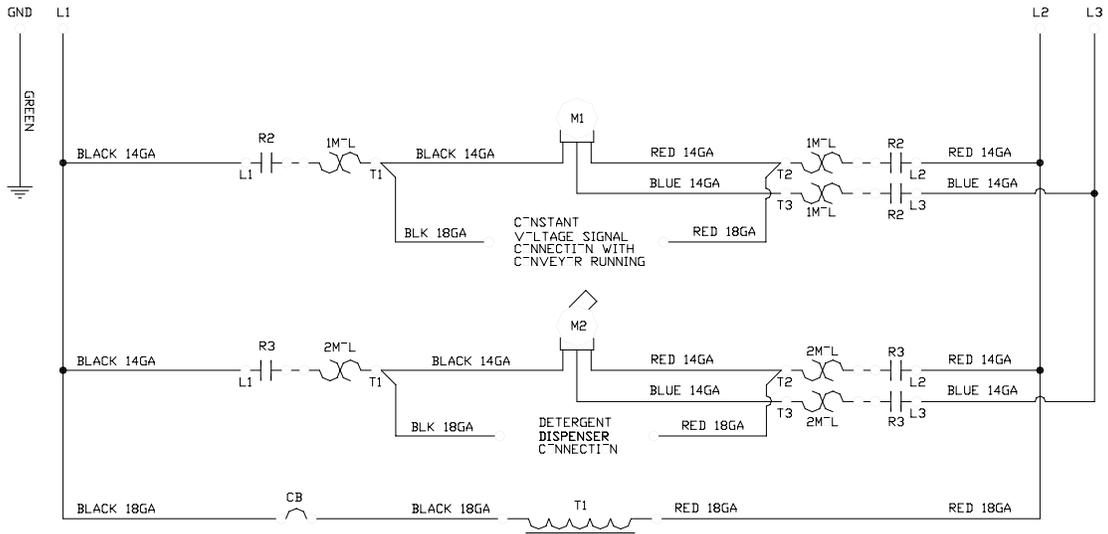 GND L1 L2 L3
GREEN
M1
R2 1M¯L 1M¯L R2
BLACK 14GA BLACK 14GA RED 14GA RED 14GA
L1 T1 T2 L2
BLUE 14GA BLUE 14GA
T3 1M¯L R2 L3
BLK 18GA RED 18GA
C¯NSTANT
V¯LTAGE SIGNAL
C¯NNECTI¯N WITH
C¯NVEY¯R RUNNING
M2
R3 2M¯L 2M¯L R3
BLACK 14GA BLACK 14GA RED 14GA RED 14GA
L1 T1 T2 L2
BLUE 14GA BLUE 14GA
T3 2M¯L R3 L3
BLK 18GA RED 18GA
DETERGENT
DISPENSER
C¯NNECTI¯N
CB T1
BLACK 18GA BLACK 18GA RED 18GA RED 18GA